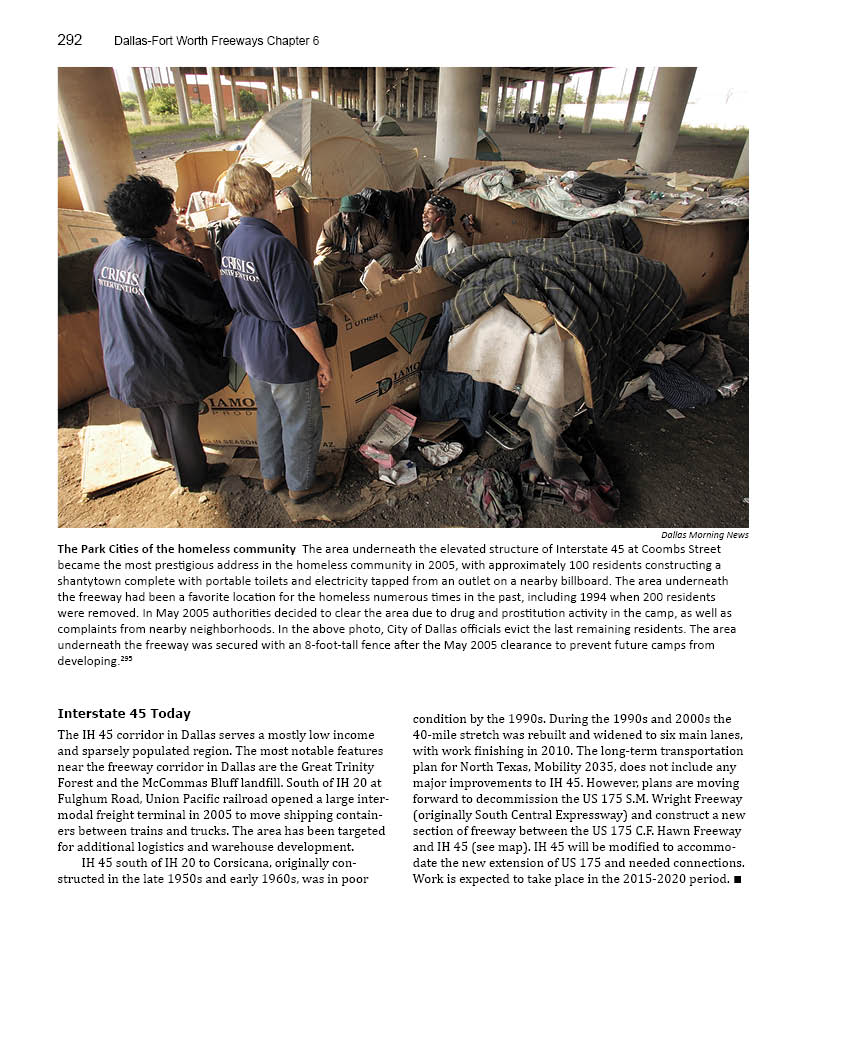 292 Dallas-Fort Worth Freeways Chapter 6
CRISIS
INTERVENTION
CRISIS
INTERVENTION
OTHER
DIAMO
DIAMO
PROD
IN SEASON
AZ.
Dallas Morning News
The Park Cities of the homeless community The area underneath the elevated structure of Interstate 45 at Coombs Street
became the most prestigious address in the homeless community in 2005, with approximately 100 residents constructing a
shantytown complete with portable toilets and electricity tapped from an outlet on a nearby billboard. The area underneath
the freeway had been a favorite location for the homeless numerous times in the past, including 1994 when 200 residents
were removed. In May 2005 authorities decided to clear the area due to drug and prostitution activity in the camp, as well as
complaints from nearby neighborhoods. In the above photo, City of Dallas officials evict the last remaining residents. The area
underneath the freeway was secured with an 8-foot-tall fence after the May 2005 clearance to prevent future camps from
developing.²⁹⁵
Interstate 45 Today
The IH 45 corridor in Dallas serves a mostly low income
and sparsely populated region. The most notable features
near the freeway corridor in Dallas are the Great Trinity
Forest and the McCommas Bluff landfill. South of IH 20 at
Fulghum Road, Union Pacific railroad opened a large inter-
modal freight terminal in 2005 to move shipping contain-
ers between trains and trucks. The area has been targeted
for additional logistics and warehouse development.
IH 45 south of IH 20 to Corsicana, originally con-
structed in the late 1950s and early 1960s, was in poor
condition by the 1990s. During the 1990s and 2000s the
40-mile stretch was rebuilt and widened to six main lanes,
with work finishing in 2010. The long-term transportation
plan for North Texas, Mobility 2035, does not include any
major improvements to IH 45. However, plans are moving
forward to decommission the US 175 S.M. Wright Freeway
(originally South Central Expressway) and construct a new
section of freeway between the US 175 C.F. Hawn Freeway
and IH 45 (see map). IH 45 will be modified to accommo-
date the new extension of US 175 and needed connections.
Work is expected to take place in the 2015-2020 period. ■